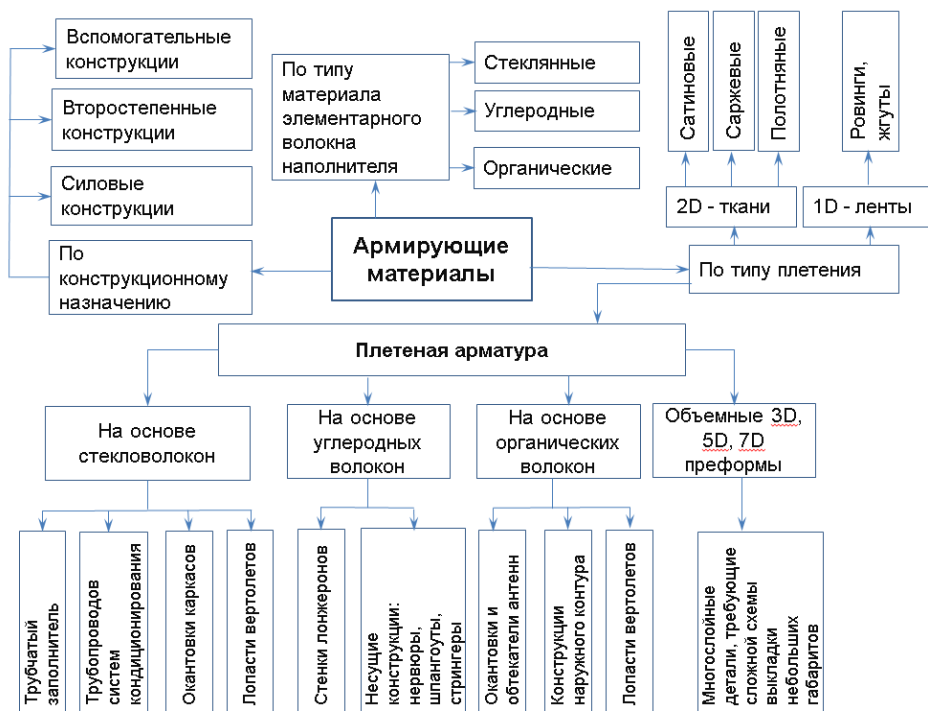 Вспомогательные
конструкции
Второстепенные
конструкции
Силовые
конструкции
По
конструкционному
назначению
По типу
материала
элементарного
волокна
наполнителя
Стеклянные
Углеродные
Органические
Сатиновые
Саржевые
Полотняные
Ровинги,
жгуты
2D - ткани
1D - ленты
Армирующие
материалы
По типу плетения
Плетеная арматура
На основе
стекловолокон
На основе
углеродных
волокон
На основе
органических
волокон
Объемные 3D,
5D, 7D
преформы
Трубчатый
заполнитель
Трубопроводов
систем
кондиционирования
Окантовки каркасов
Лопасти вертолетов
Стенки лонжеронов
Несущие
конструкции:
нервюры,
шпангоуты,
стрингеры
Окантовки и
обтекатели антенн
Конструкции
наружного контура
Лопасти вертолетов
Многослойные
детали, требующие
сложной схемы
выкладки
небольших
габаритов